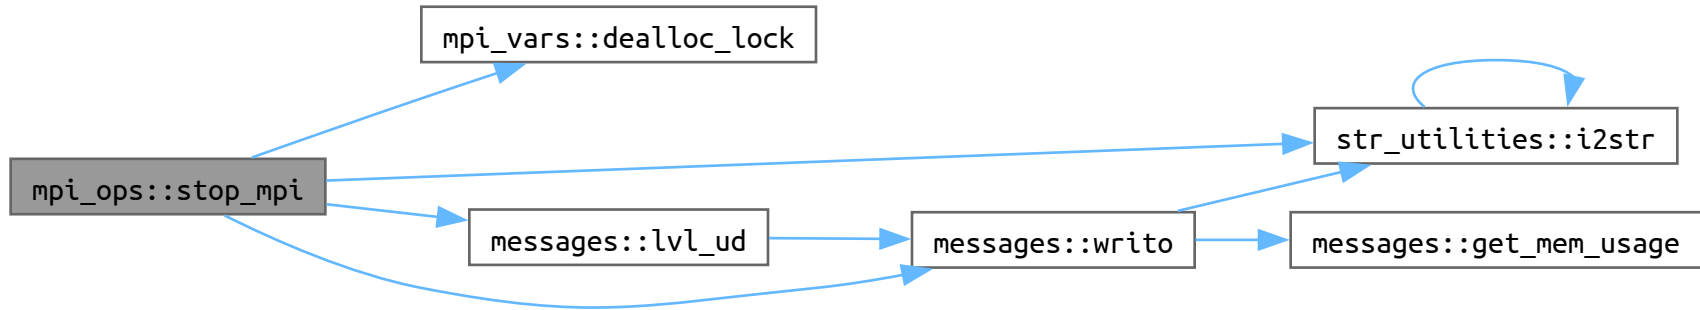 mpi_vars::dealloc_lock
str_utilities::i2str
mpi_ops::stop_mpi
messages::lvl_ud
messages::writo
messages::get_mem_usage